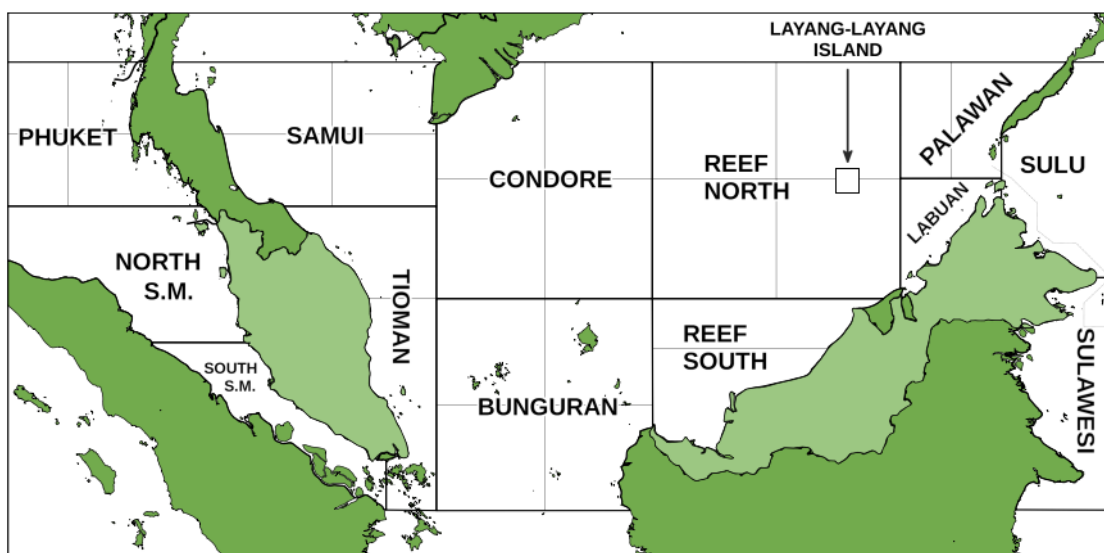 LAYANG-LAYANG
ISLAND
PHUKET
SAMUI
CONDORE
REEF
NORTH
PALAWAN
SULU
LABUAN
NORTH
S.M.
TIOMAN
SOUTH
S.M.
REEF
SOUTH
BUNGURAN
SULAWESI